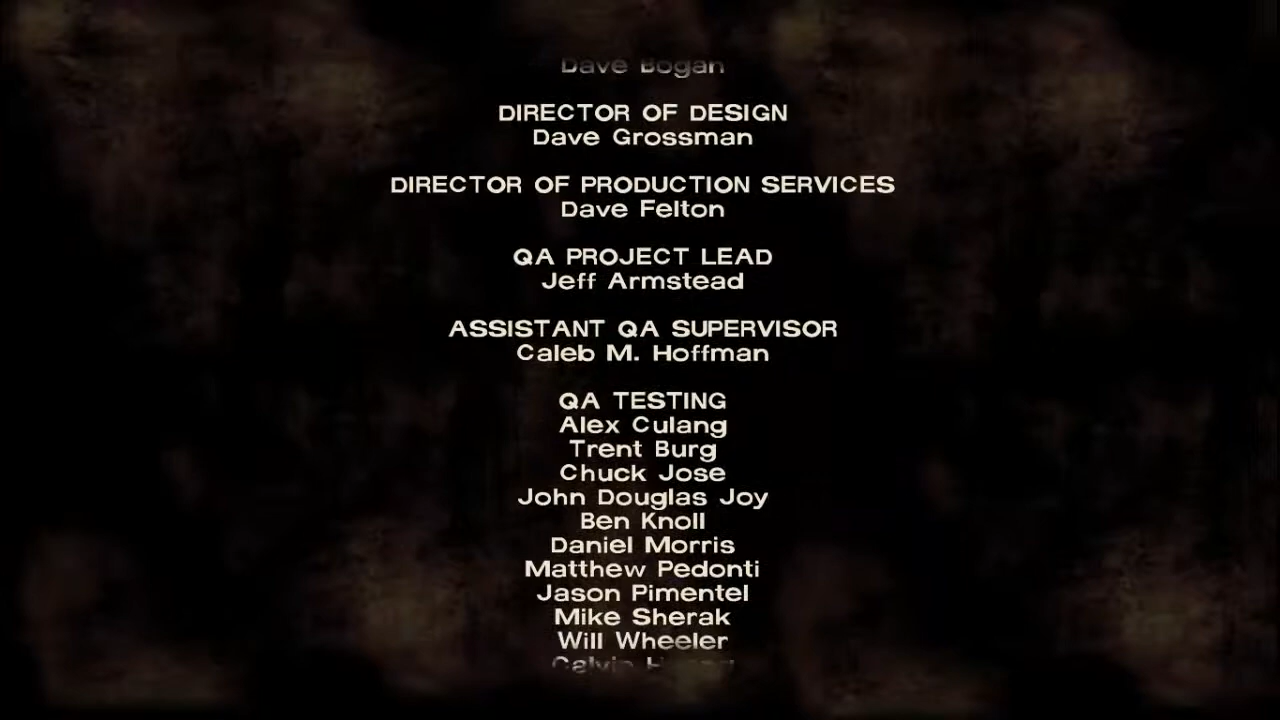 Dave Bogan
DIRECTOR OF DESIGN
Dave Grossman
DIRECTOR OF PRODUCTION SERVICES
Dave Felton
QA PROJECT LEAD
Jeff Armstead
ASSISTANT QA SUPERVISOR
Caleb M. Hoffman
QA TESTING
Alex Culang
Trent Burg
Chuck Jose
John Douglas Joy
Ben Knoll
Daniel Morris
Matthew Pedonti
Jason Pimentel
Mike Sherak
Will Wheeler
Calvin